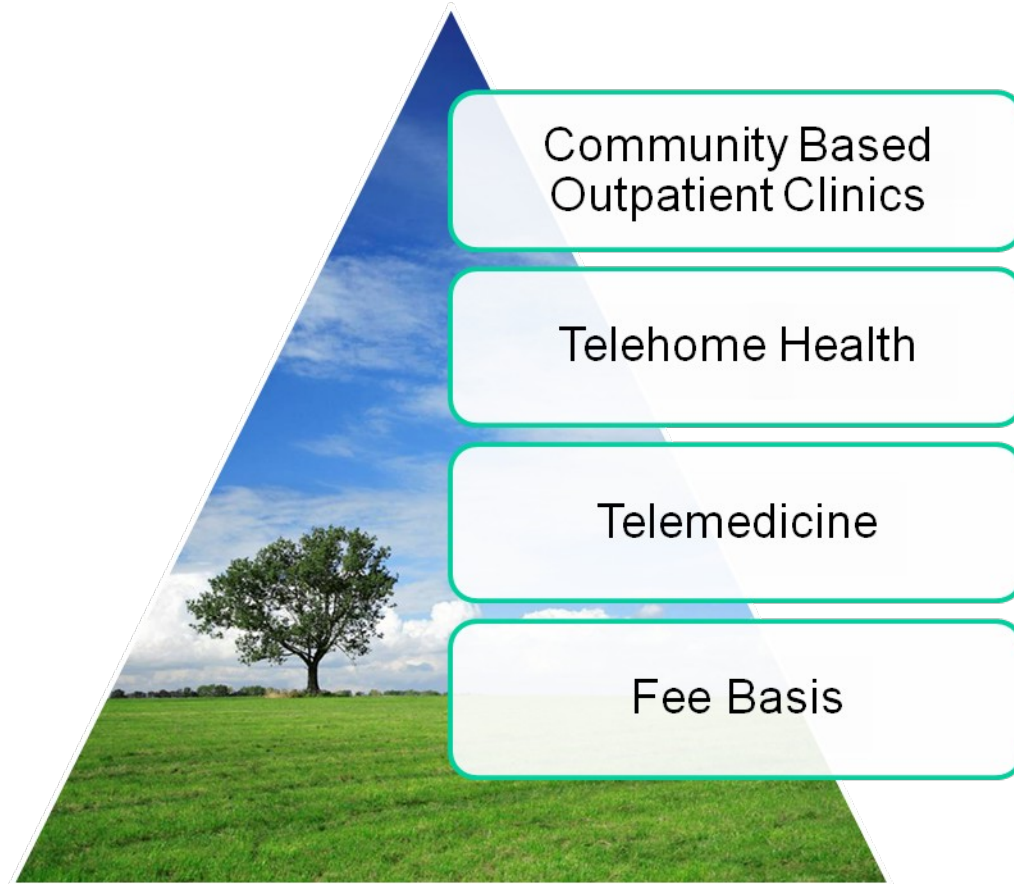 Community Based
Outpatient Clinics
Telehome Health
Telemedicine
Fee Basis